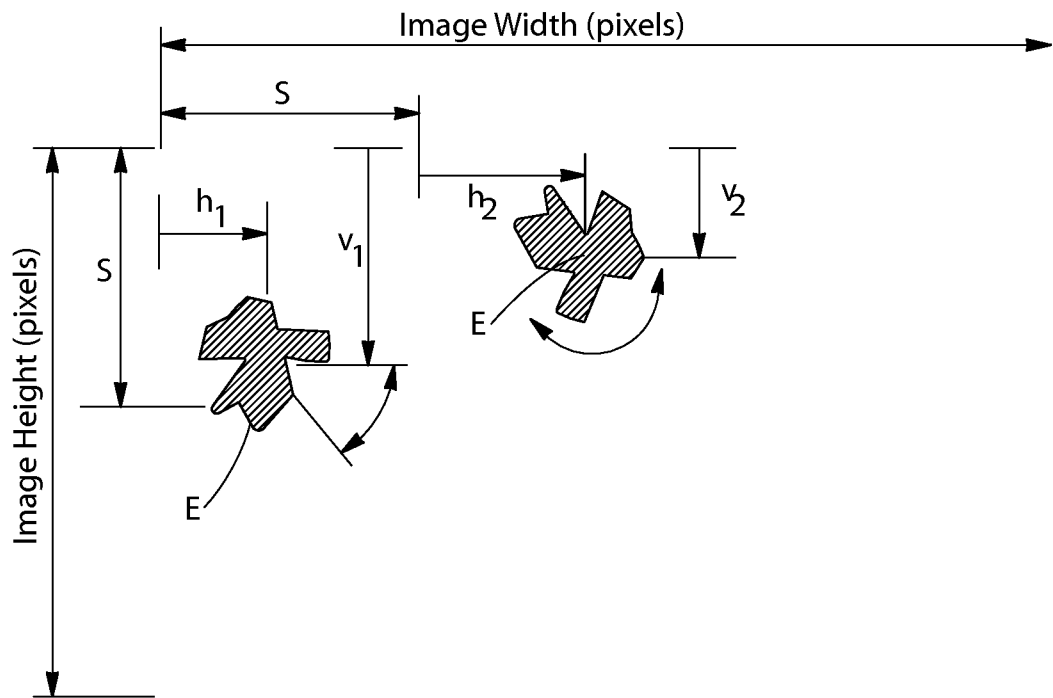 Image Width (pixels)
S
h1
S
v1
h2
v2
E
E
Image Height (pixels)